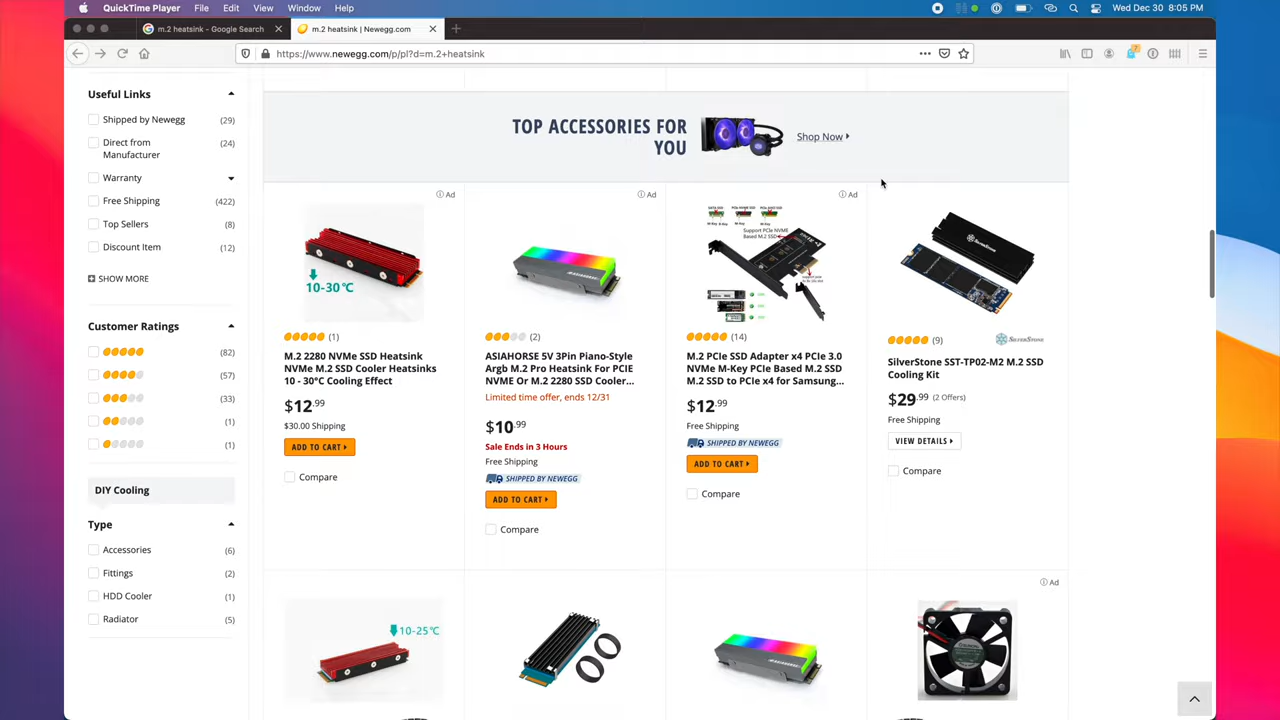 QuickTime Player File Edit View Window Help Wed Dec 30 8:05 PM
m.2 heatsink - Google Search
m.2 heatsink | Newegg.com
https://www.newegg.com/p/pl?d=m.2+heatsink
7
Useful Links
Shipped by Newegg (29)
Direct from (24)
Manufacturer
Warranty
Free Shipping (422)
Top Sellers (8)
Discount Item (12)
SHOW MORE
Customer Ratings
(82)
(57)
(33)
(1)
(1)
DIY Cooling
Type
Accessories (6)
Fittings (2)
HDD Cooler (1)
Radiator (5)
TOP ACCESSORIES FOR
YOU
Shop Now
Ad
10-30°C
(1)
M.2 2280 NVMe SSD Heatsink
NVMe M.2 SSD Cooler Heatsinks
10 - 30°C Cooling Effect
$12.99
$30.00 Shipping
ADD TO CART
Compare
Ad
(2)
ASIAHORSE 5V 3Pin Piano-Style
Argb M.2 Pro Heatsink For PCIE
NVME Or M.2 2280 SSD Cooler...
Limited time offer, ends 12/31
$10.99
Sale Ends in 3 Hours
Free Shipping
SHIPPED BY NEWEGG
ADD TO CART
Compare
Ad
Support PCIe NVME
Based M.2 SSD
(14)
M.2 PCIe SSD Adapter x4 PCIe 3.0
NVMe M-Key PCIe Based M.2 SSD
M.2 SSD to PCIe x4 for Samsung...
$12.99
Free Shipping
SHIPPED BY NEWEGG
ADD TO CART
Compare
(9)
SILVERSTONE
SilverStone SST-TP02-M2 M.2 SSD
Cooling Kit
$29.99 (2 Offers)
Free Shipping
VIEW DETAILS
Compare
10-25°C
Ad